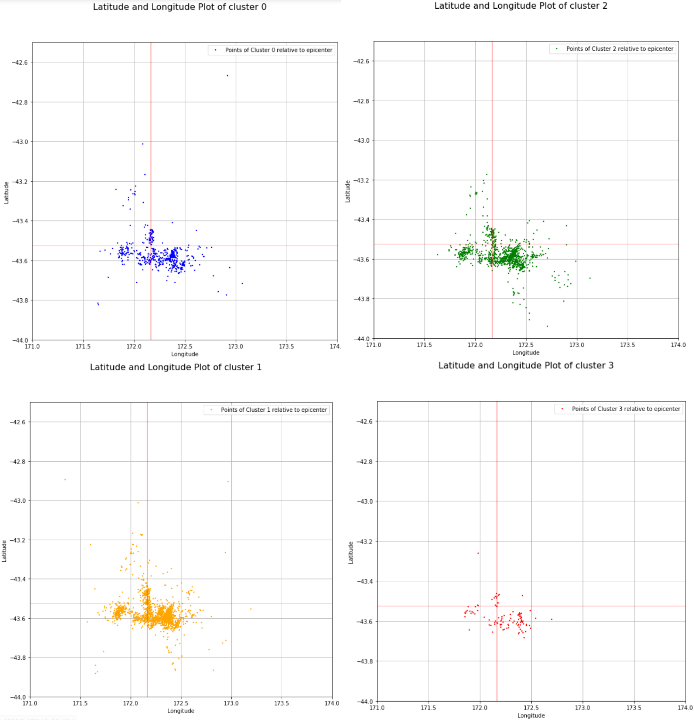 Latitude and Longitude Plot of cluster 0
Points of Cluster 0 relative to epicenter
−42.6
−42.8
−43.0
−43.2
−43.4
−43.6
−43.8
−44.0
Latitude
171.0 171.5 172.0 172.5 173.0 173.5 174.
Longitude
Latitude and Longitude Plot of cluster 2
Points of Cluster 2 relative to epicenter
−42.6
−42.8
−43.0
−43.2
−43.4
−43.6
−43.8
−44.0
Latitude
171.0 171.5 172.0 172.5 173.0 173.5 174.0
Longitude
Latitude and Longitude Plot of cluster 1
Points of Cluster 1 relative to epicenter
−42.6
−42.8
−43.0
−43.2
−43.4
−43.6
−43.8
−44.0
Latitude
171.0 171.5 172.0 172.5 173.0 173.5 174.0
Longitude
Latitude and Longitude Plot of cluster 3
Points of Cluster 3 relative to epicenter
−42.6
−42.8
−43.0
−43.2
−43.4
−43.6
−43.8
−44.0
Latitude
171.0 171.5 172.0 172.5 173.0 173.5 174.0
Longitude